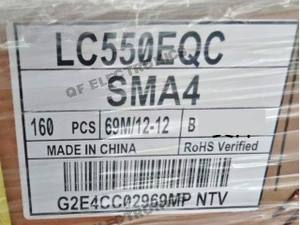 LC550EQC
SMA4
160 PCS 69M/12-12 B
MADE IN CHINA RoHS Verified
G2E4CC02969MP NTV